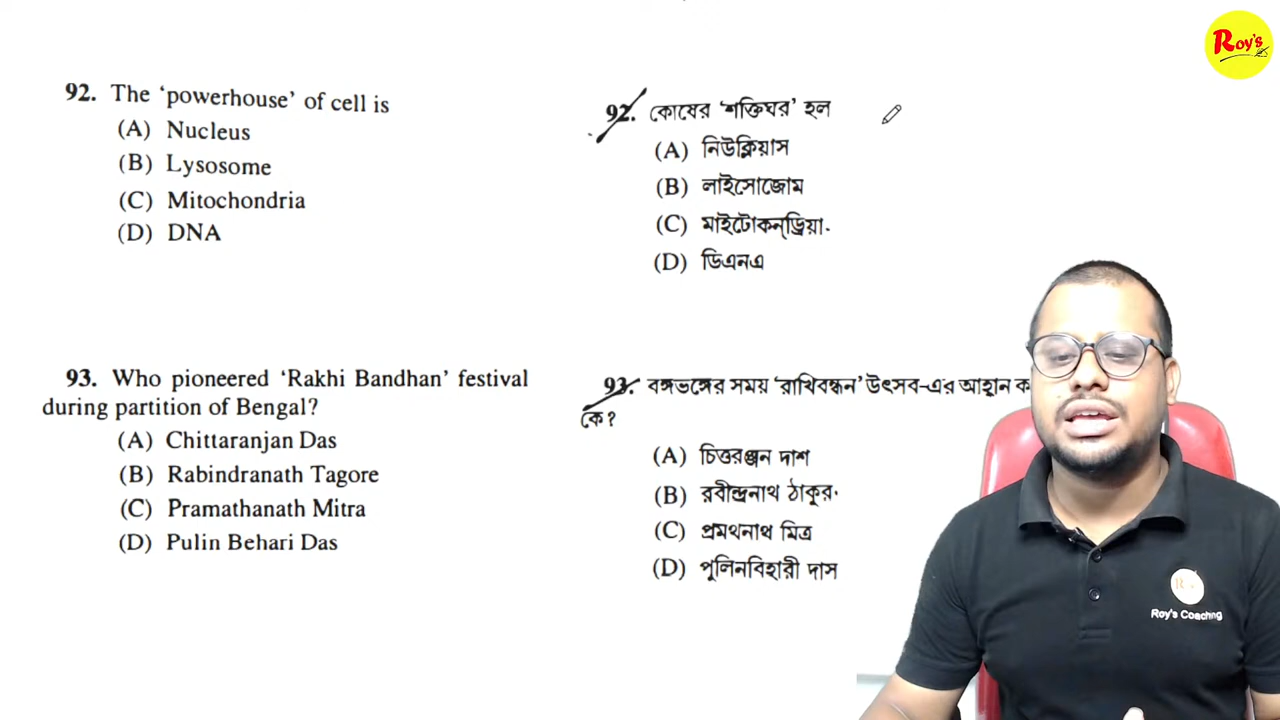 Roy's
92. The ‘powerhouse’ of cell is
(A) Nucleus
(B) Lysosome
(C) Mitochondria
(D) DNA
92. কোষের ‘শক্তিঘর’ হল
(A) নিউক্লিয়াস
(B) লাইসোজোম
(C) মাইটোকন্‌ড্রিয়া
(D) ডিএনএ
93. Who pioneered ‘Rakhi Bandhan’ festival
during partition of Bengal?
(A) Chittaranjan Das
(B) Rabindranath Tagore
(C) Pramathanath Mitra
(D) Pulin Behari Das
93. বঙ্গভঙ্গের সময় ‘রাখিবন্ধন’ উৎসব-এর আহ্বান
কে?
(A) চিত্তরঞ্জন দাশ
(B) রবীন্দ্রনাথ ঠাকুর
(C) প্রমথনাথ মিত্র
(D) পুলিনবিহারী দাস
Roy's Coaching